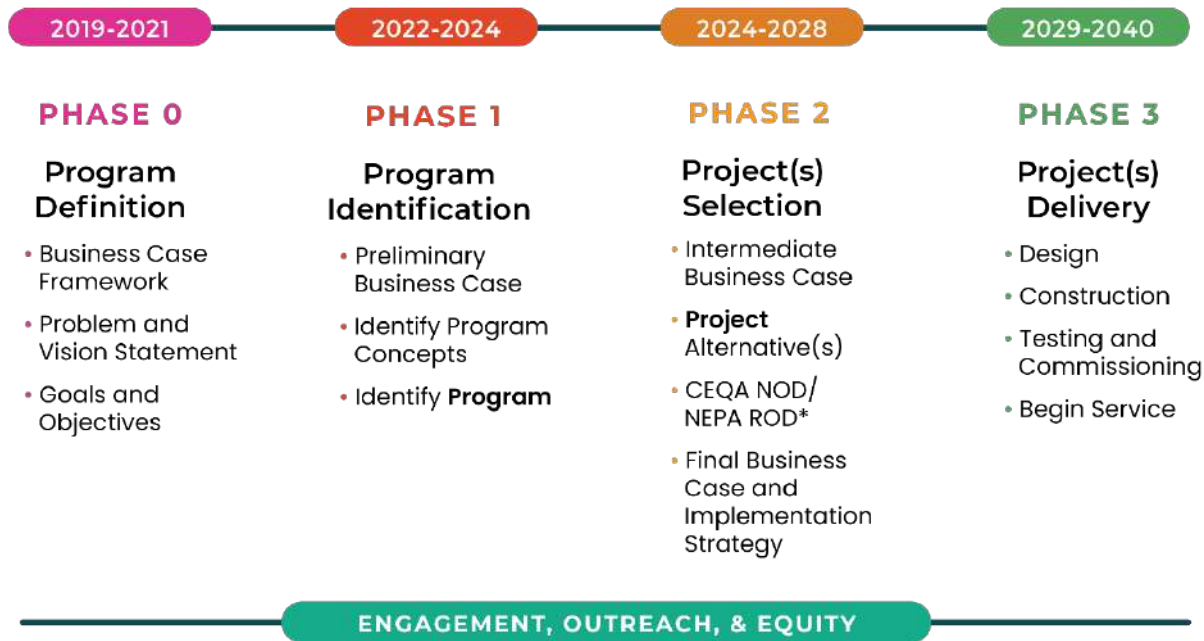 2019-2021
2022-2024
2024-2028
2029-2040
PHASE 0
Program
Definition
• Business Case
Framework
• Problem and
Vision Statement
• Goals and
Objectives
PHASE 1
Program
Identification
• Preliminary
Business Case
• Identify Program
Concepts
• Identify Program
PHASE 2
Project(s)
Selection
• Intermediate
Business Case
• Project
Alternative(s)
• CEQA NOD/
NEPA ROD*
• Final Business
Case and
Implementation
Strategy
PHASE 3
Project(s)
Delivery
• Design
• Construction
• Testing and
Commissioning
• Begin Service
ENGAGEMENT, OUTREACH, & EQUITY